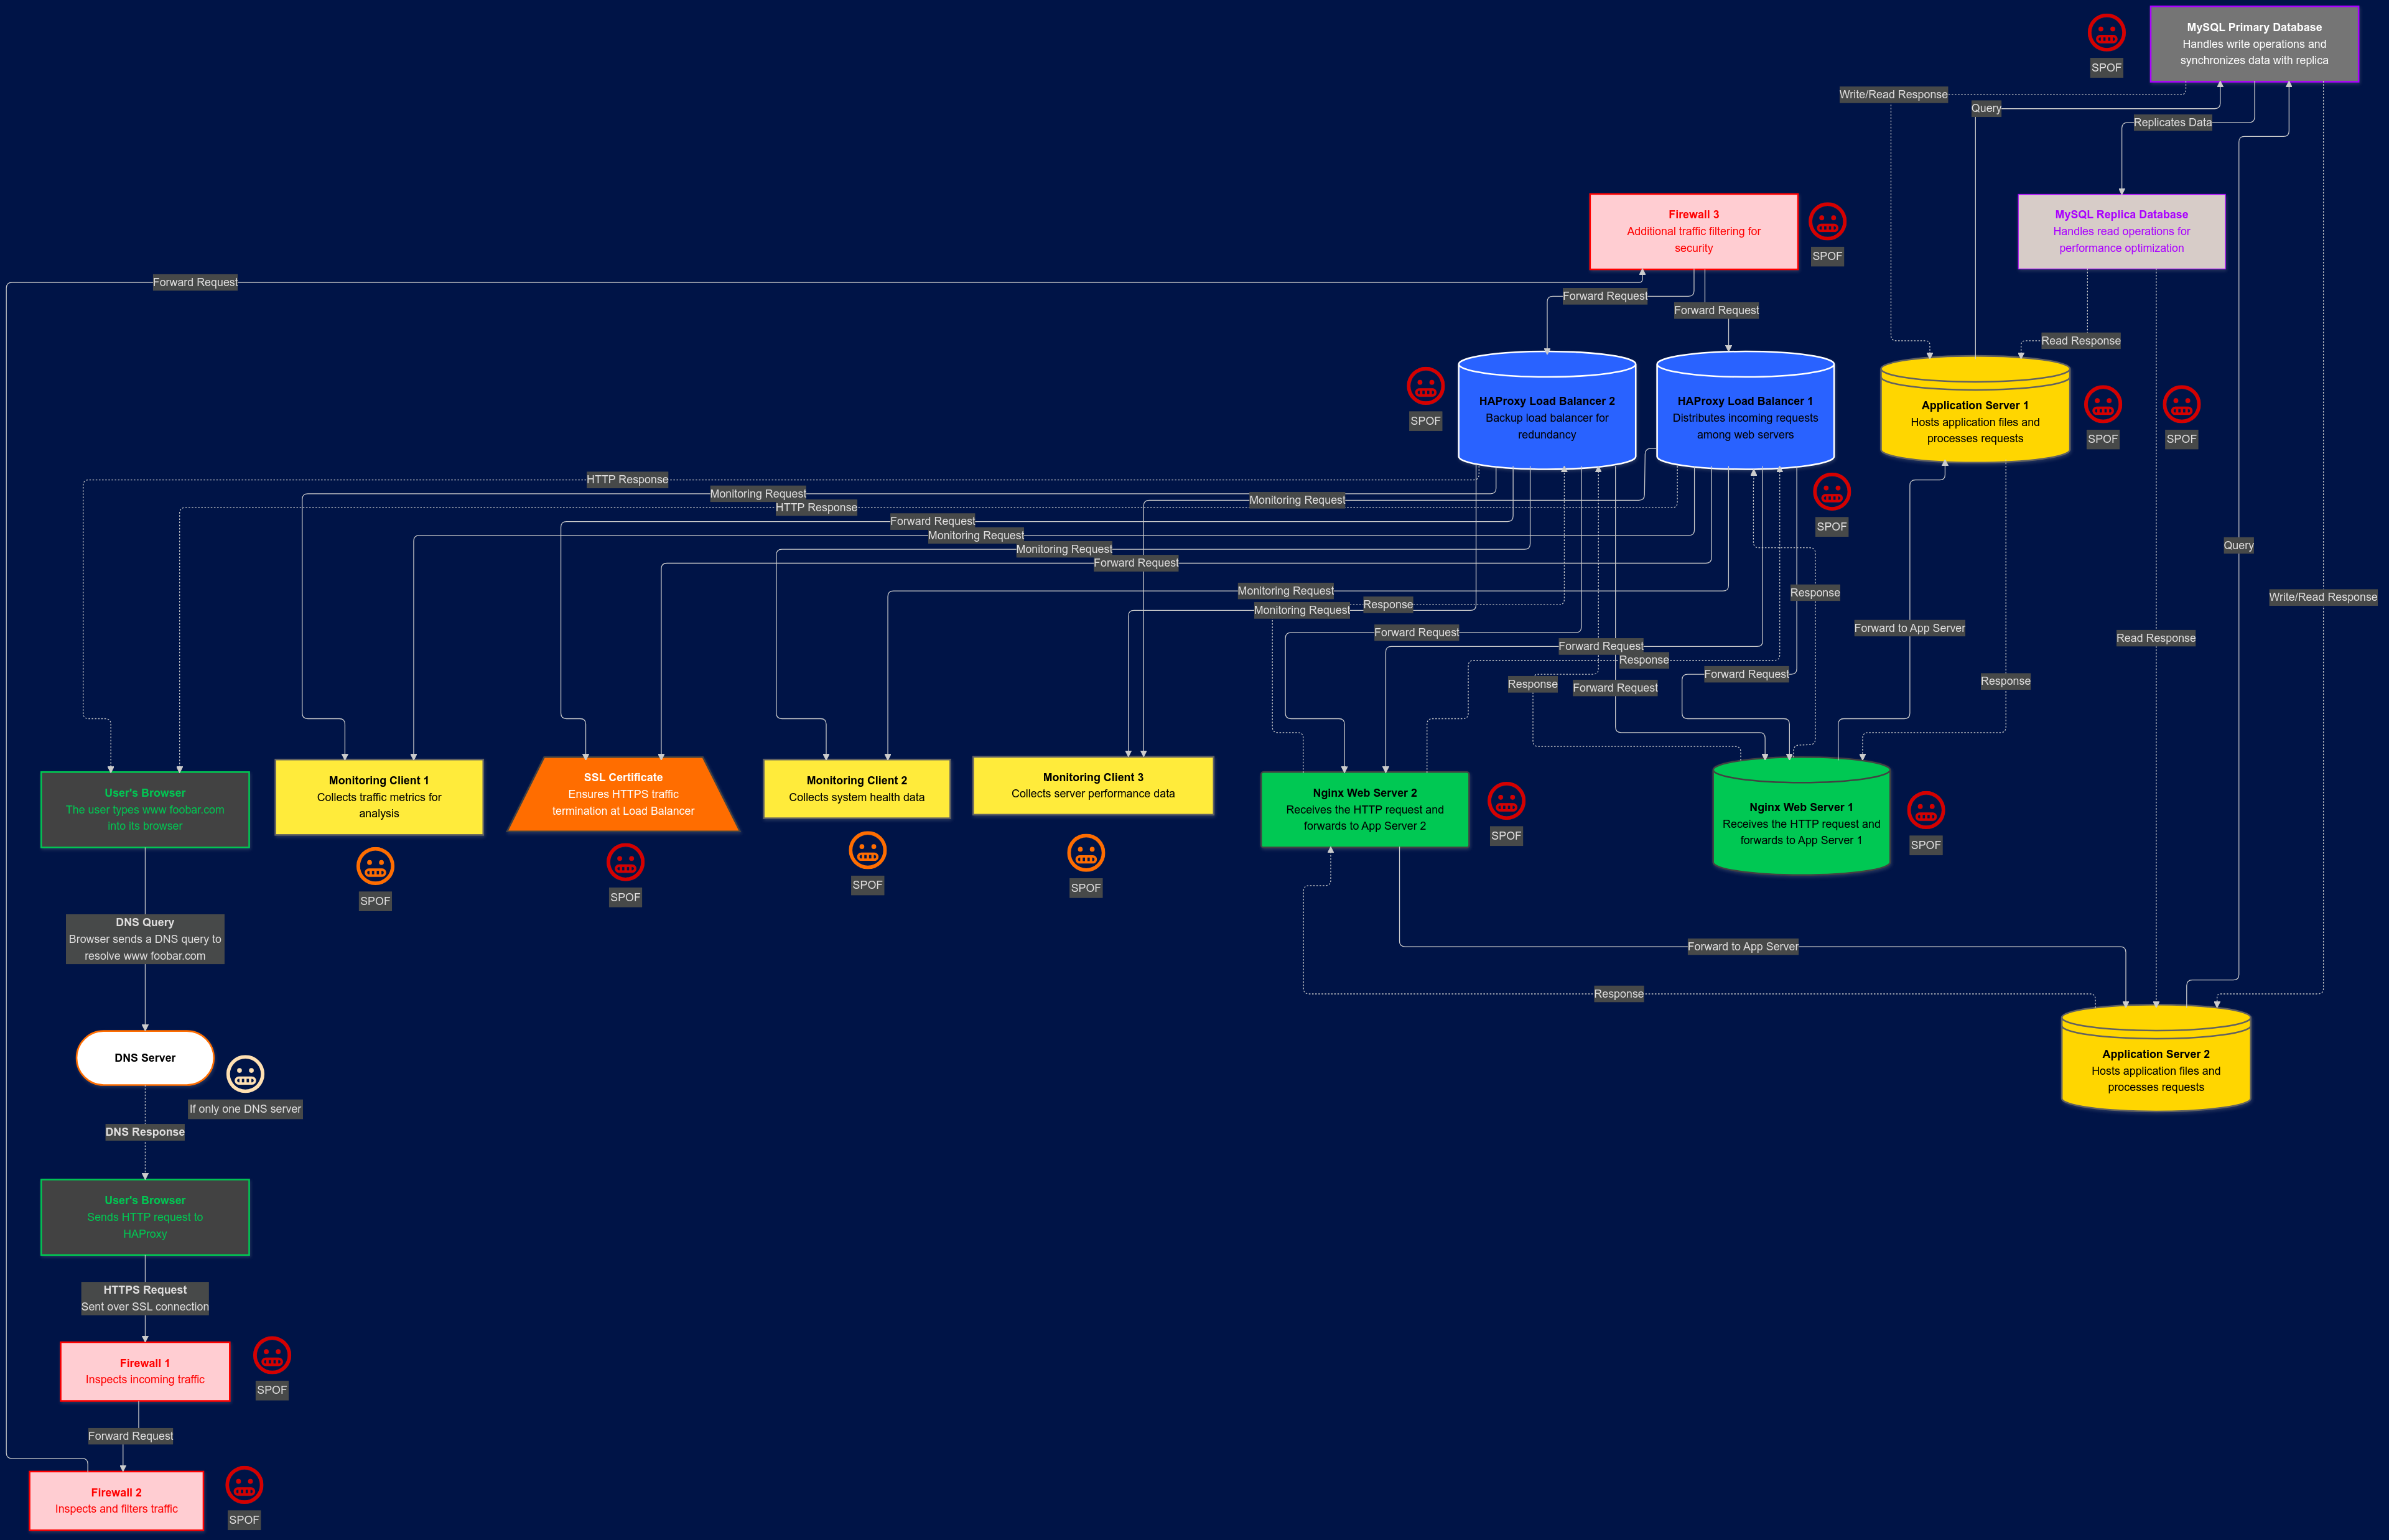 MySQL Primary Database
Handles write operations and
synchronizes data with replica
SPOF
Write/Read Response
Query
Replicates Data
Firewall 3
Additional traffic filtering for
security
SPOF
MySQL Replica Database
Handles read operations for
performance optimization
Forward Request
Forward Request
Forward Request
Read Response
HAProxy Load Balancer 2
Backup load balancer for
redundancy
SPOF
HAProxy Load Balancer 1
Distributes incoming requests
among web servers
SPOF
Application Server 1
Hosts application files and
processes requests
SPOF
SPOF
HTTP Response
Monitoring Request
Monitoring Request
HTTP Response
Forward Request
Monitoring Request
Monitoring Request
Forward Request
Query
Monitoring Request
Response
Write/Read Response
Response
Monitoring Request
Forward Request
Forward to App Server
Read Response
Forward Request
Response
Forward Request
Response
Response
Forward Request
User's Browser
The user types www foobar.com
into its browser
Monitoring Client 1
Collects traffic metrics for
analysis
SPOF
SSL Certificate
Ensures HTTPS traffic
termination at Load Balancer
SPOF
Monitoring Client 2
Collects system health data
SPOF
Monitoring Client 3
Collects server performance data
SPOF
Nginx Web Server 2
Receives the HTTP request and
forwards to App Server 2
SPOF
Nginx Web Server 1
Receives the HTTP request and
forwards to App Server 1
SPOF
DNS Query
Browser sends a DNS query to
resolve www foobar.com
Forward to App Server
Response
DNS Server
If only one DNS server
Application Server 2
Hosts application files and
processes requests
DNS Response
User's Browser
Sends HTTP request to
HAProxy
HTTPS Request
Sent over SSL connection
Firewall 1
Inspects incoming traffic
SPOF
Forward Request
Firewall 2
Inspects and filters traffic
SPOF